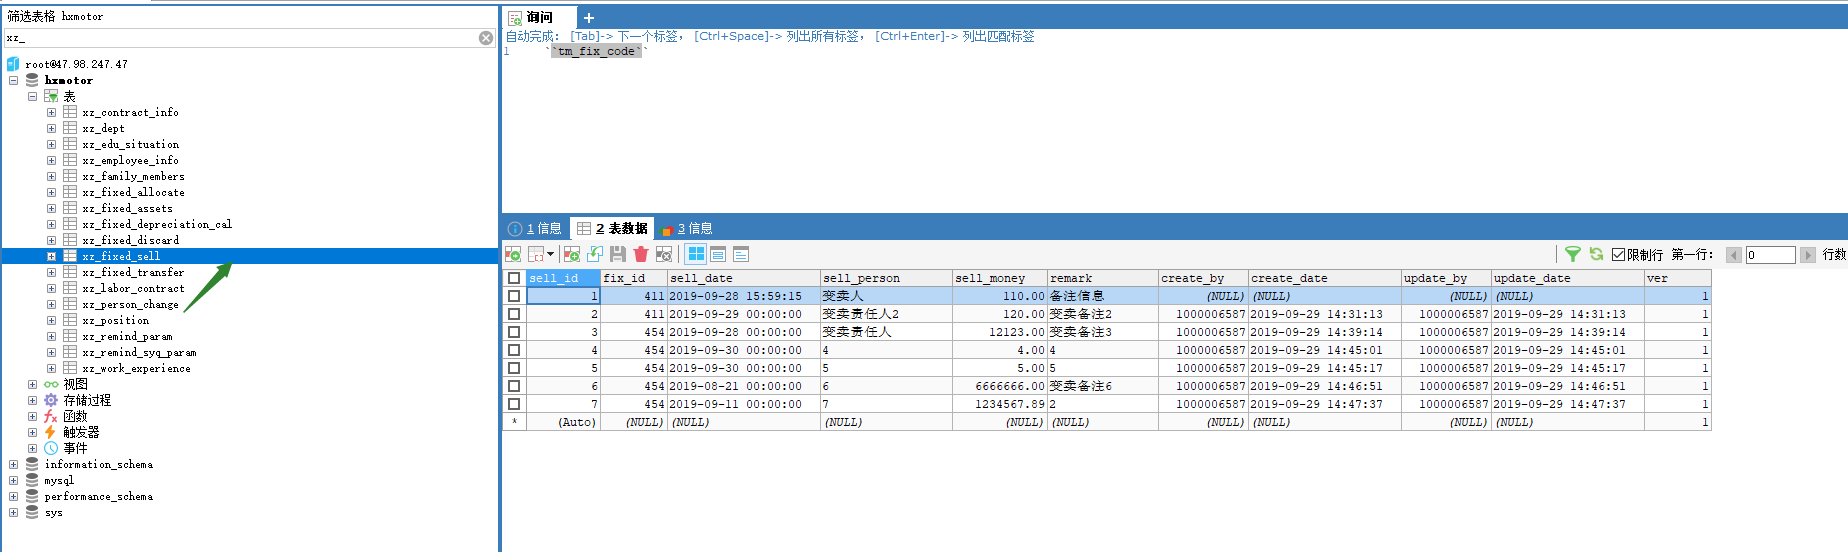 筛选表格 hxmotor
xz_
root@47.98.247.47
hxmotor
表
xz_contract_info
xz_dept
xz_edu_situation
xz_employee_info
xz_family_members
xz_fixed_allocate
xz_fixed_assets
xz_fixed_depreciation_cal
xz_fixed_discard
xz_fixed_sell
xz_fixed_transfer
xz_labor_contract
xz_person_change
xz_position
xz_remind_param
xz_remind_syq_param
xz_work_experience
视图
存储过程
函数
触发器
事件
information_schema
mysql
performance_schema
sys
询问
自动完成: [Tab]-> 下一个标签, [Ctrl+Space]-> 列出所有标签, [Ctrl+Enter]-> 列出匹配标签
1 ``tm_fix_code``
1 信息 2 表数据 3 信息
限制行 第一行: 0 行数
sell_id fix_id sell_date sell_person sell_money remark create_by create_date update_by update_date ver
1 411 2019-09-28 15:59:15 变卖人 110.00 备注信息 (NULL) (NULL) (NULL) (NULL) 1
2 411 2019-09-29 00:00:00 变卖责任人2 120.00 变卖备注2 1000006587 2019-09-29 14:31:13 1000006587 2019-09-29 14:31:13 1
3 454 2019-09-28 00:00:00 变卖责任人 12123.00 变卖备注3 1000006587 2019-09-29 14:39:14 1000006587 2019-09-29 14:39:14 1
4 454 2019-09-30 00:00:00 4 4.00 4 1000006587 2019-09-29 14:45:01 1000006587 2019-09-29 14:45:01 1
5 454 2019-09-30 00:00:00 5 5.00 5 1000006587 2019-09-29 14:45:17 1000006587 2019-09-29 14:45:17 1
6 454 2019-08-21 00:00:00 6 6666666.00 变卖备注6 1000006587 2019-09-29 14:46:51 1000006587 2019-09-29 14:46:51 1
7 454 2019-09-11 00:00:00 7 1234567.89 2 1000006587 2019-09-29 14:47:37 1000006587 2019-09-29 14:47:37 1
* (Auto) (NULL) (NULL) (NULL) (NULL) (NULL) (NULL) (NULL) (NULL) (NULL) 1